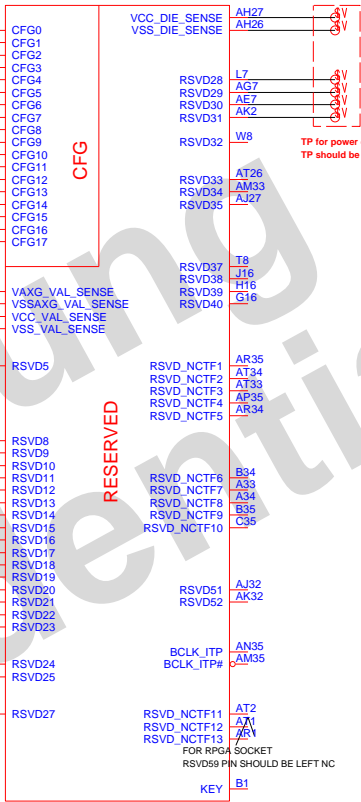 VCC_DIE_SENSE AH27
VSS_DIE_SENSE AH26
CFG0
CFG1
CFG2
CFG3
CFG4
CFG5
CFG6
CFG7
CFG8
CFG9
CFG10
CFG11
CFG12
CFG13
CFG14
CFG15
CFG16
CFG17
CFG
RSVD28 L7
RSVD29 AG7
RSVD30 AE7
RSVD31 AK2
RSVD32 W8
TP for power
TP should be
RSVD33 AT26
RSVD34 AM33
RSVD35 AJ27
RSVD37 T8
RSVD38 J16
RSVD39 H16
RSVD40 G16
VAXG_VAL_SENSE
VSSAXG_VAL_SENSE
VCC_VAL_SENSE
VSS_VAL_SENSE
RSVD5
RSVD_NCTF1 AR35
RSVD_NCTF2 AT34
RSVD_NCTF3 AT33
RSVD_NCTF4 AP35
RSVD_NCTF5 AR34
RESERVED
RSVD8
RSVD9
RSVD10
RSVD11
RSVD12
RSVD13
RSVD14
RSVD15
RSVD16
RSVD17
RSVD18
RSVD19
RSVD20
RSVD21
RSVD22
RSVD23
RSVD_NCTF6 B34
RSVD_NCTF7 A33
RSVD_NCTF8 A34
RSVD_NCTF9 B35
RSVD_NCTF10 C35
RSVD51 AJ32
RSVD52 AK32
BCLK_ITP AN35
BCLK_ITP# AM35
RSVD24
RSVD25
RSVD27
RSVD_NCTF11 AT2
RSVD_NCTF12 AT1
RSVD_NCTF13 AR1
FOR RPGA SOCKET
RSVD59 PIN SHOULD BE LEFT NC
KEY B1